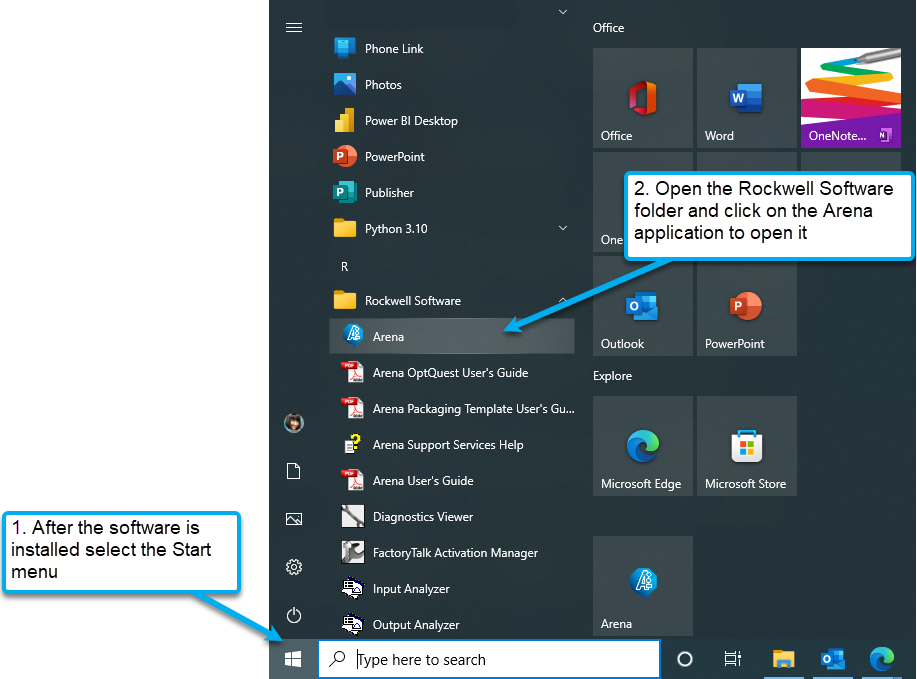 Office
Phone Link
Photos
Power BI Desktop
PowerPoint
Publisher
Python 3.10
R
Rockwell Software
Arena
Arena OptQuest User's Guide
Arena Packaging Template User's Gu...
Arena Support Services Help
Arena User's Guide
Diagnostics Viewer
FactoryTalk Activation Manager
Input Analyzer
Output Analyzer
Office
Word
OneNote...
One
2. Open the Rockwell Software
folder and click on the Arena
application to open it
Outlook
PowerPoint
Explore
Microsoft Edge
Microsoft Store
Arena
1. After the software is
installed select the Start
menu
Type here to search